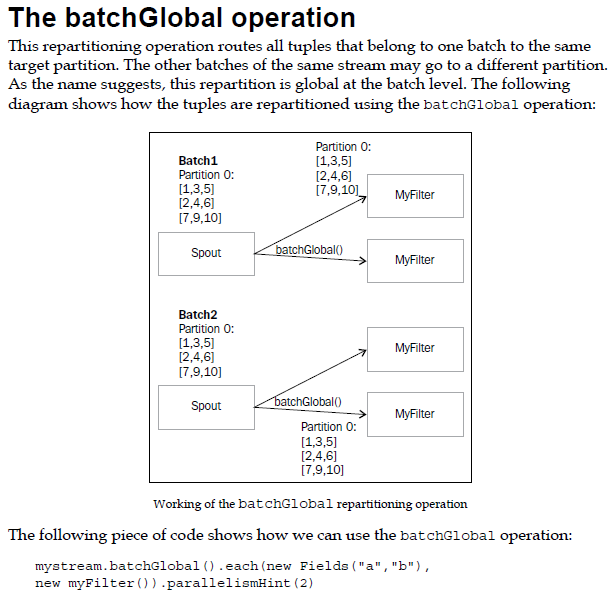 The batchGlobal operation
This repartitioning operation routes all tuples that belong to one batch to the same
target partition. The other batches of the same stream may go to a different partition.
As the name suggests, this repartition is global at the batch level. The following
diagram shows how the tuples are repartitioned using the batchGlobal operation:
Batch1
Partition 0:
[1,3,5]
[2,4,6]
[7,9,10]
Spout
Partition 0:
[1,3,5]
[2,4,6]
[7,9,10]
batchGlobal()
MyFilter
MyFilter
Batch2
Partition 0:
[1,3,5]
[2,4,6]
[7,9,10]
Spout
batchGlobal()
MyFilter
MyFilter
Partition 0:
[1,3,5]
[2,4,6]
[7,9,10]
Working of the batchGlobal repartitioning operation
The following piece of code shows how we can use the batchGlobal operation:
mystream.batchGlobal().each(new Fields("a","b"),
new myFilter()).parallelismHint(2)